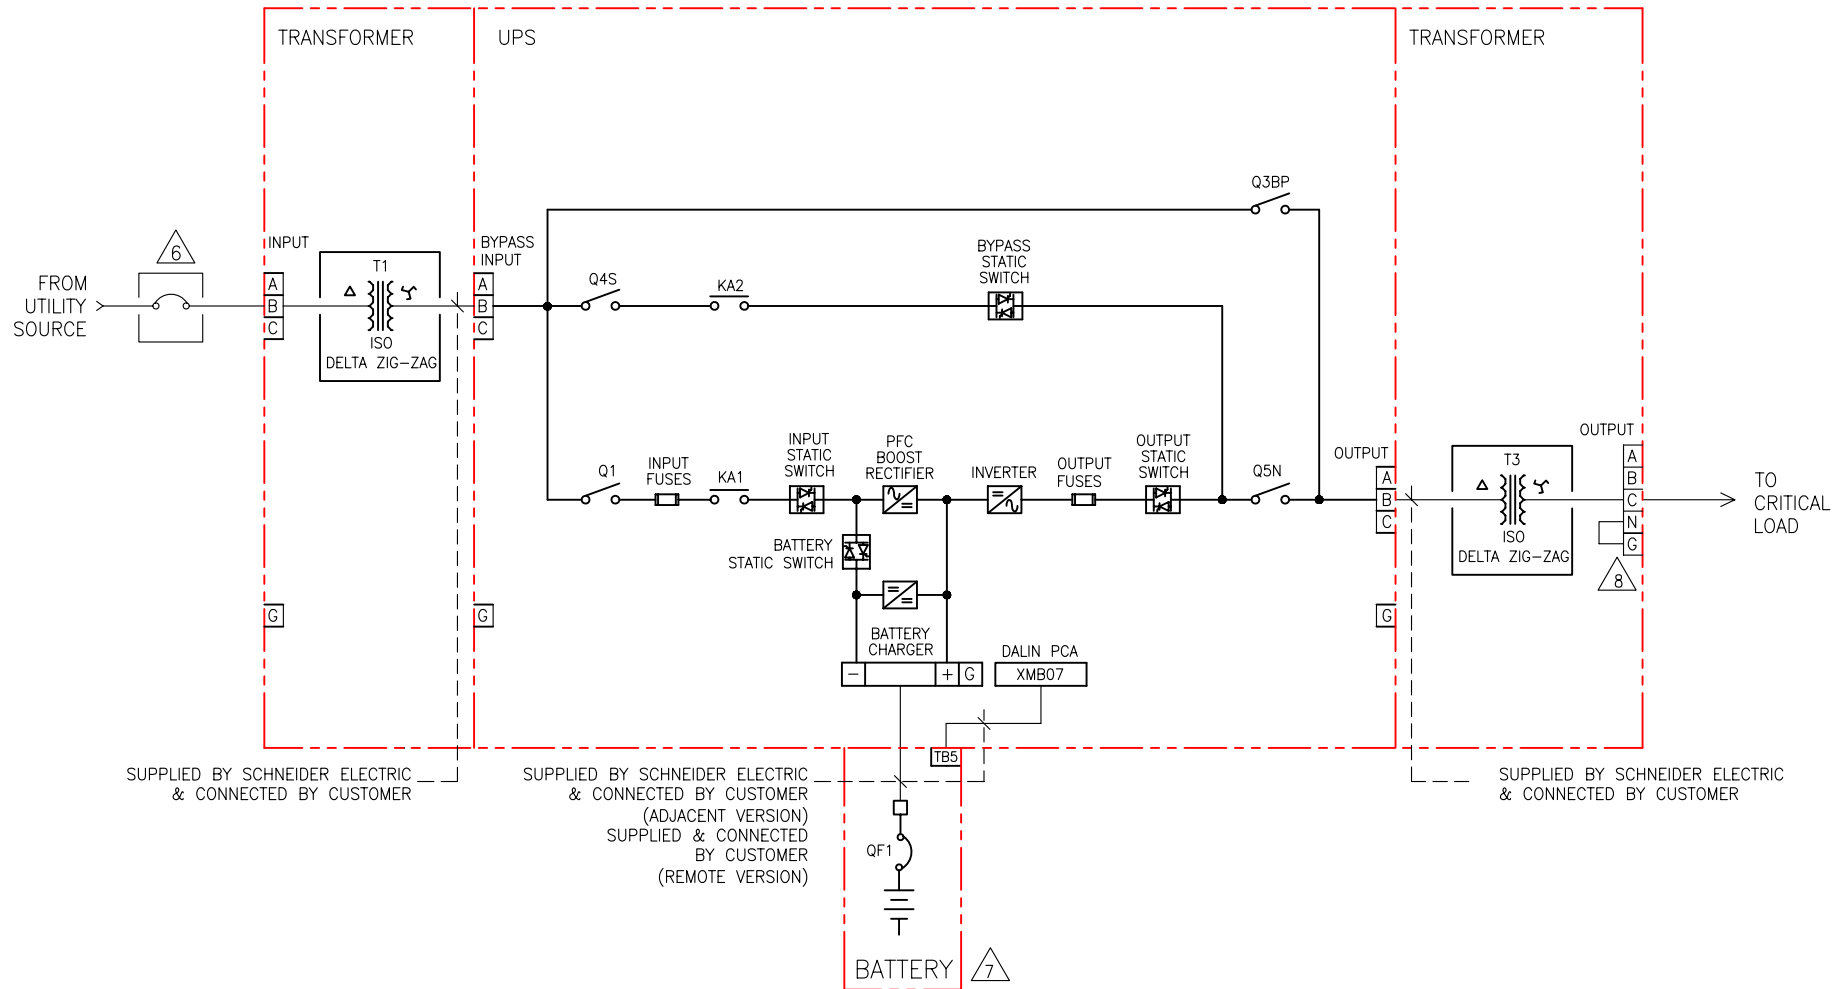 TRANSFORMER
UPS
TRANSFORMER
Q3BP
6
INPUT
BYPASS
INPUT
BYPASS
STATIC
SWITCH
FROM
UTILITY
SOURCE
A
B
C
T1
ISO
DELTA ZIG-ZAG
A
B
C
Q4S
KA2
Q1
INPUT
FUSES
KA1
INPUT
STATIC
SWITCH
PFC
BOOST
RECTIFIER
INVERTER
OUTPUT
FUSES
OUTPUT
STATIC
SWITCH
Q5N
OUTPUT
A
B
C
T3
ISO
DELTA ZIG-ZAG
OUTPUT
A
B
C
N
G
8
TO
CRITICAL
LOAD
BATTERY
STATIC SWITCH
G
G
G
BATTERY
CHARGER
- + G
DALIN PCA
XMB07
TB5
SUPPLIED BY SCHNEIDER ELECTRIC
& CONNECTED BY CUSTOMER
SUPPLIED BY SCHNEIDER ELECTRIC
& CONNECTED BY CUSTOMER
(ADJACENT VERSION)
SUPPLIED & CONNECTED
BY CUSTOMER
(REMOTE VERSION)
SUPPLIED BY SCHNEIDER ELECTRIC
& CONNECTED BY CUSTOMER
QF1
BATTERY
7